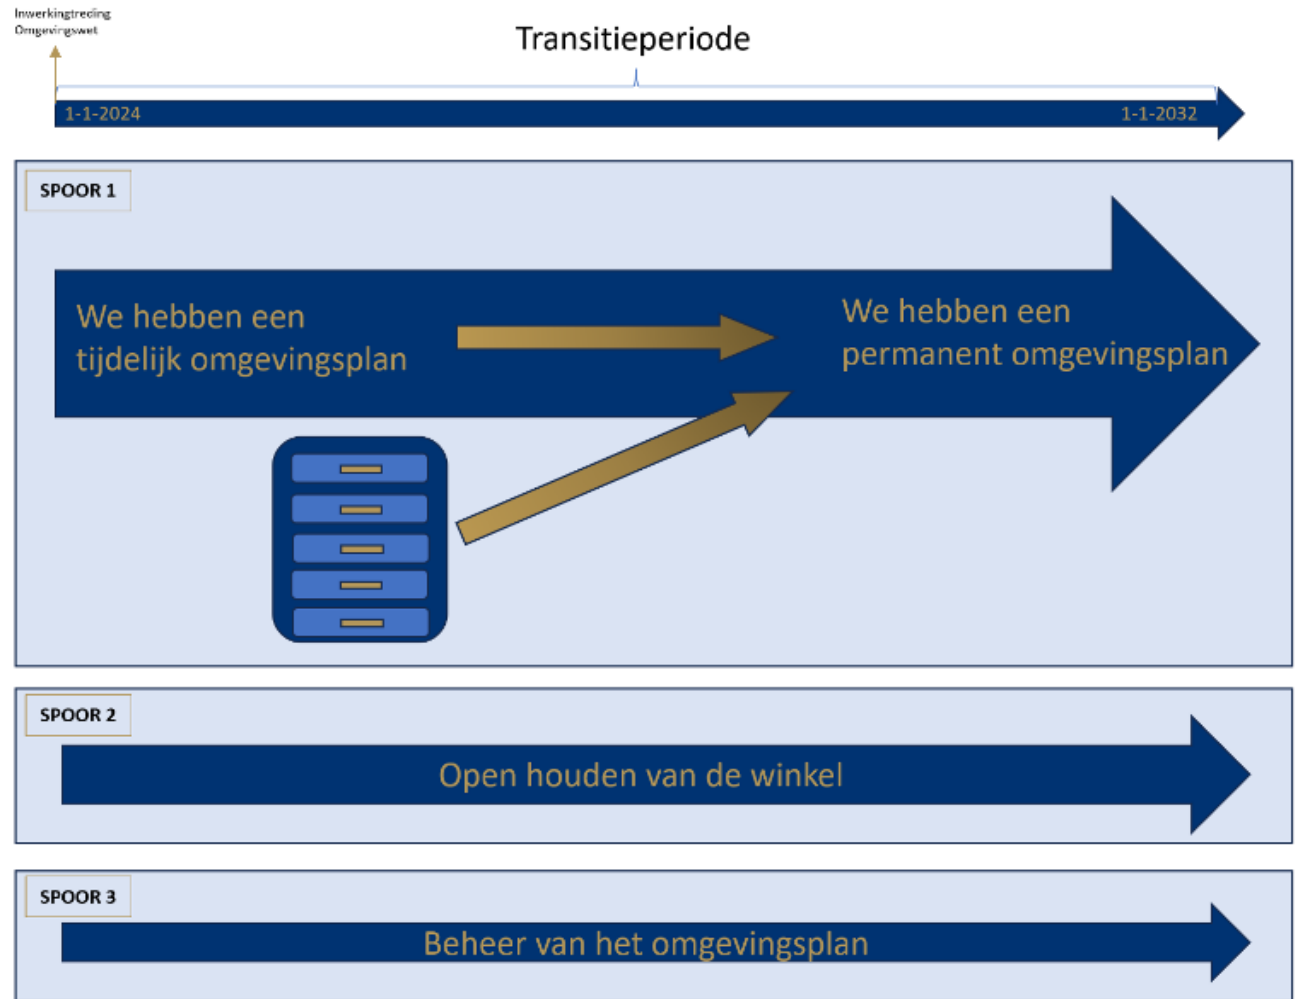 Inwerkingtreding
Omgevingswet
Transitieperiode
1-1-2024
1-1-2032
SPOOR 1
We hebben een
tijdelijk omgevingsplan
We hebben een
permanent omgevingsplan
SPOOR 2
Open houden van de winkel
SPOOR 3
Beheer van het omgevingsplan